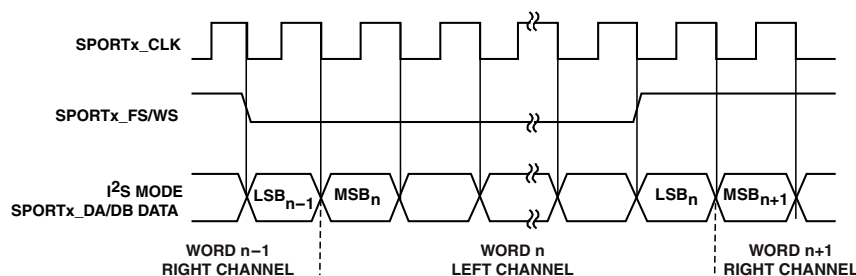 SPORTx_CLK
SPORTx_FS/WS
I²S MODE
SPORTx_DA/DB DATA
LSBn−1
MSBn
LSBn
MSBn+1
WORD n−1
RIGHT CHANNEL
WORD n
LEFT CHANNEL
WORD n+1
RIGHT CHANNEL